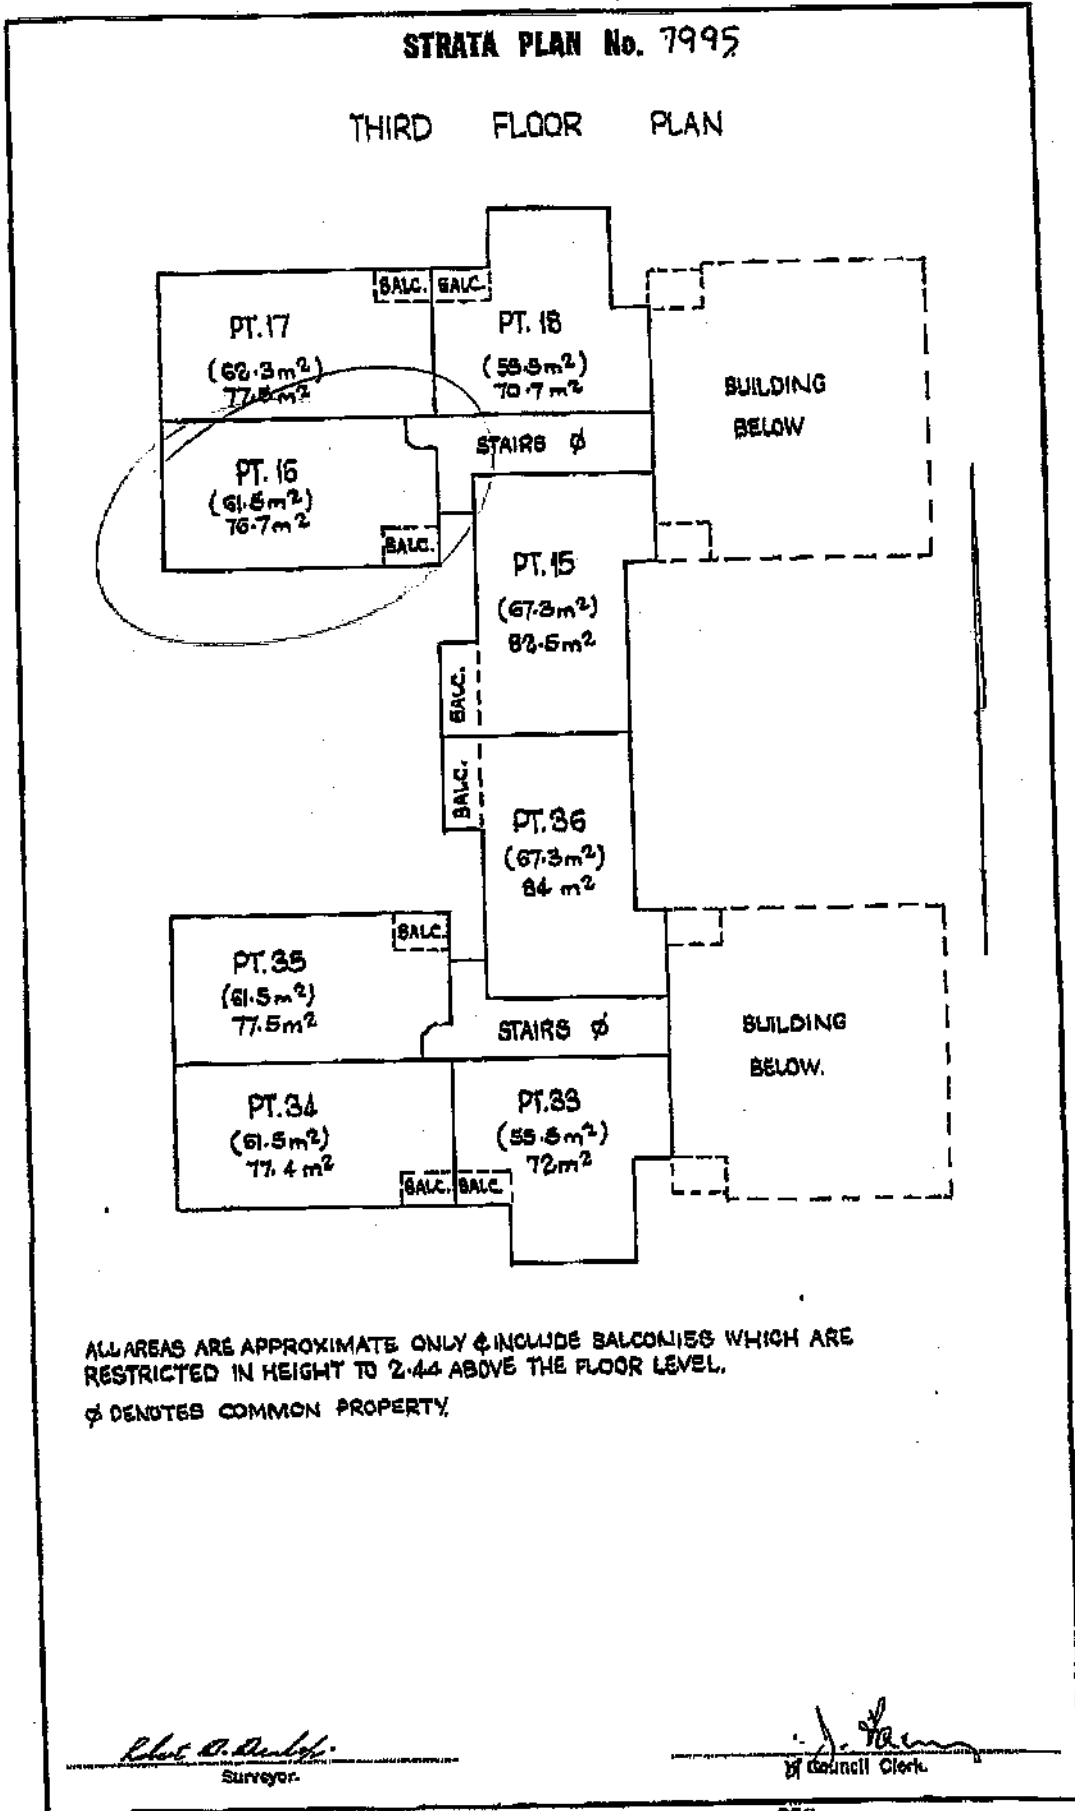 STRATA PLAN No. 7995
THIRD FLOOR PLAN
BALC. BALC.
PT.17
(62.3m²)
77.5m²
PT. 18
(55.5m²)
70.7m²
BUILDING
BELOW
STAIRS ϕ
PT. 16
(61.5m²)
76.7m²
BALC.
PT.15
(67.3m²)
82.5m²
BALC.
BALC.
PT.36
(67.3m²)
84 m²
BALC.
PT.35
(61.5m²)
77.5m²
STAIRS ϕ
BUILDING
BELOW.
PT.34
(61.5m²)
77.4m²
PT.33
(55.5m²)
72m²
BALC. BALC.
ALL AREAS ARE APPROXIMATE ONLY & INCLUDE BALCONIES WHICH ARE
RESTRICTED IN HEIGHT TO 2.44 ABOVE THE FLOOR LEVEL.
ϕ DENOTES COMMON PROPERTY.
Surveyor.
Council Clerk.